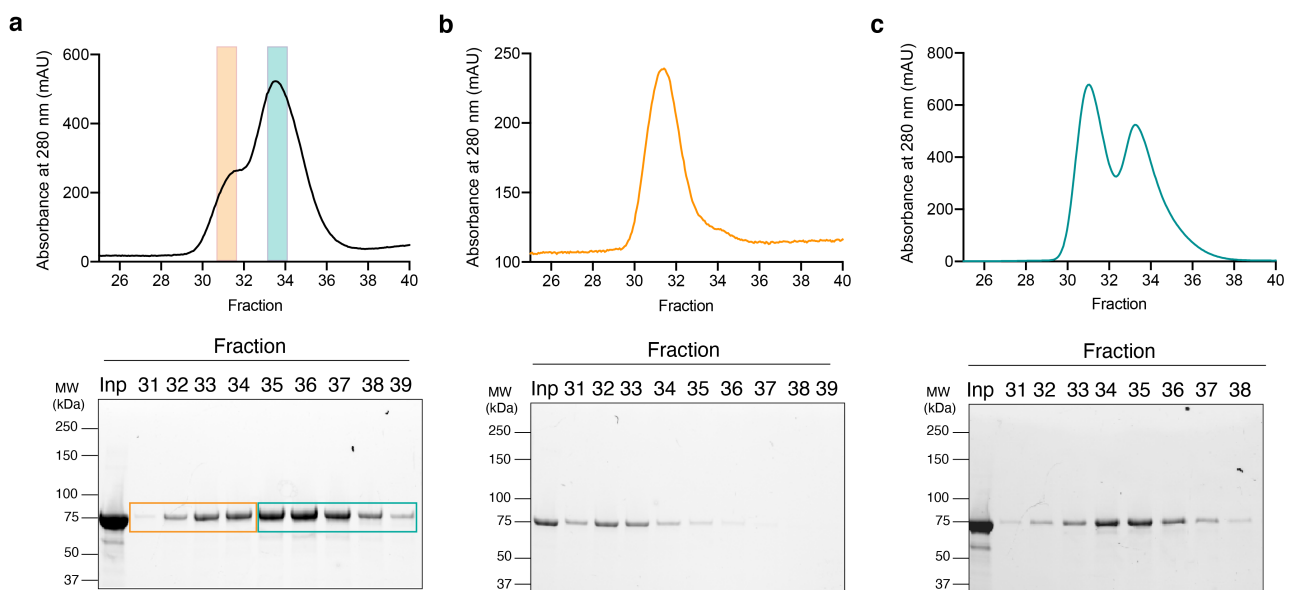 a
Absorbance at 280 nm (mAU)
600
400
200
0
26 28 30 32 34 36 38 40
Fraction
Fraction
MW
(kDa)
Inp 31 32 33 34 35 36 37 38 39
250
150
100
75
50
37
b
Absorbance at 280 nm (mAU)
250
200
150
100
26 28 30 32 34 36 38 40
Fraction
Fraction
MW
(kDa)
Inp 31 32 33 34 35 36 37 38 39
250
150
100
75
50
37
c
Absorbance at 280 nm (mAU)
800
600
400
200
0
26 28 30 32 34 36 38 40
Fraction
Fraction
MW
(kDa)
Inp 31 32 33 34 35 36 37 38
250
150
100
75
50
37